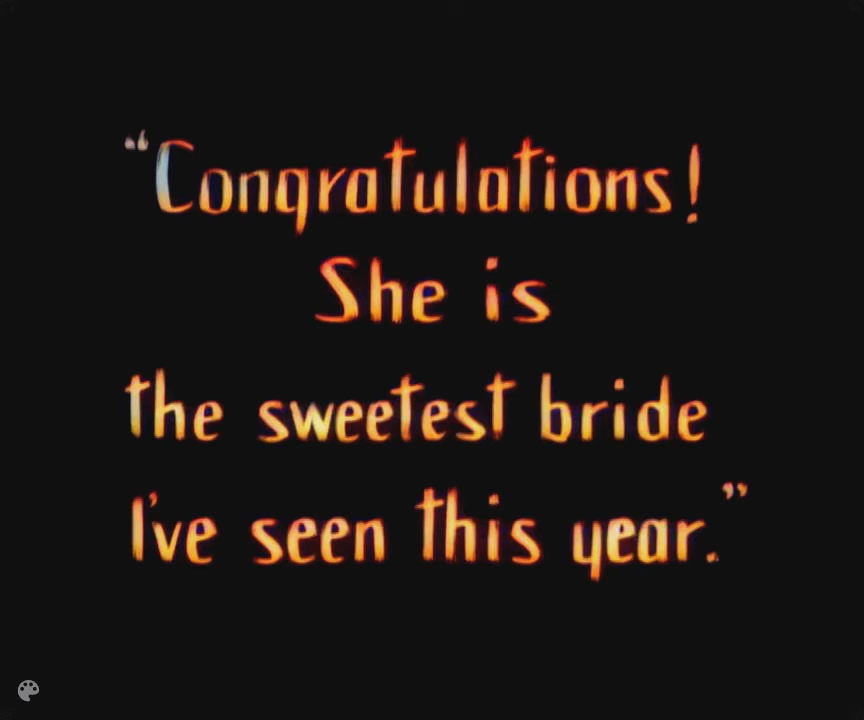 “Congratulations!
She is
the sweetest bride
I've seen this year.”